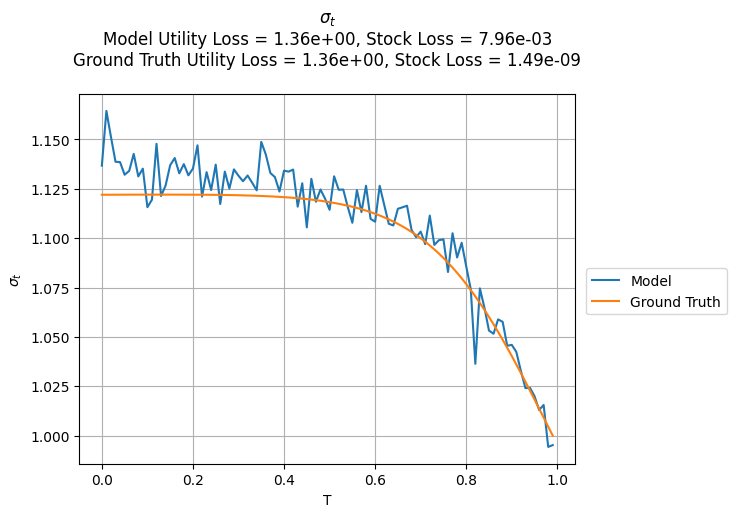 σt
Model Utility Loss = 1.36e+00, Stock Loss = 7.96e-03
Ground Truth Utility Loss = 1.36e+00, Stock Loss = 1.49e-09
1.150
1.125
1.100
1.075
1.050
1.025
1.000
σt
0.0 0.2 0.4 0.6 0.8 1.0
T
Model
Ground Truth